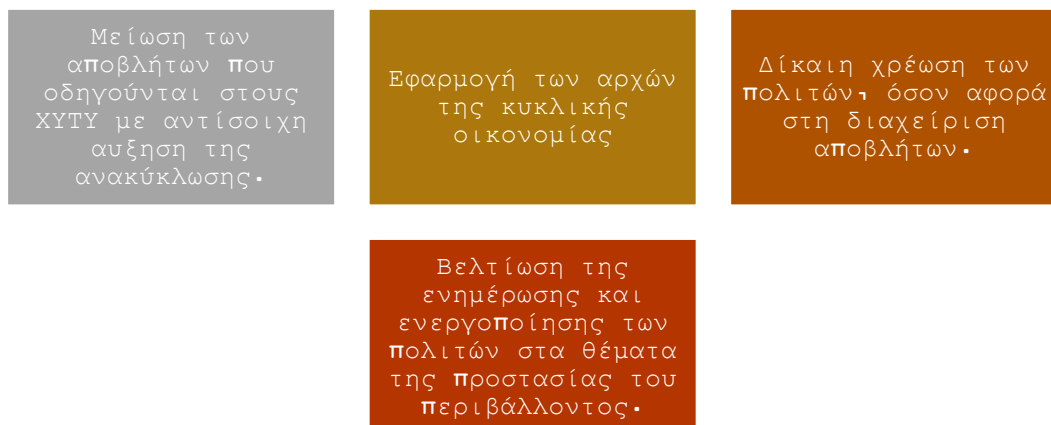 Μείωση των
αποβλήτων που
οδηγούνται στους
ΧΥΤΥ με αντίσοιχη
αυξηση της
ανακύκλωσης.
Εφαρμογή των αρχών
της κυκλικής
οικονομίας
Δίκαιη χρέωση των
πολιτών, όσον αφορά
στη διαχείριση
αποβλήτων.
Βελτίωση της
ενημέρωσης και
ενεργοποίησης των
πολιτών στα θέματα
της προστασίας του
περιβάλλοντος.